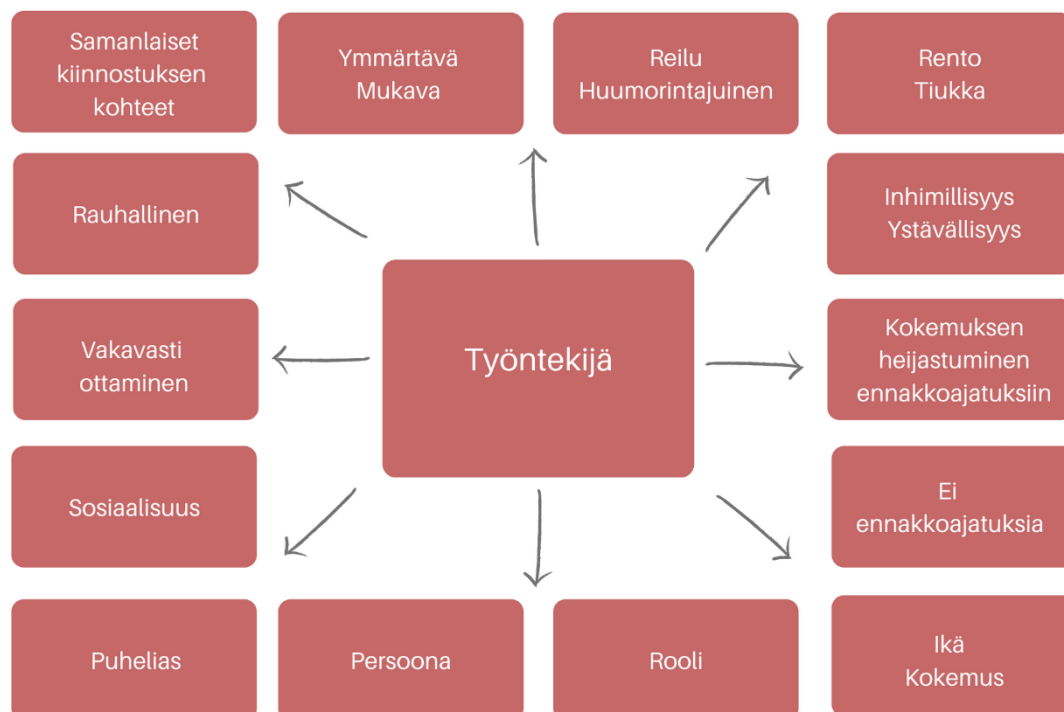 Samanlaiset
kiinnostuksen
kohteet
Ymmärtävä
Mukava
Reilu
Huumorintajuinen
Rento
Tiukka
Rauhallinen
Inhimillisyys
Ystävällisyys
Vakavasti
ottaminen
Työntekijä
Kokemuksen
heijastuminen
ennakkoajatuksiin
Sosiaalisuus
Ei
ennakkoajatuksia
Puhelias
Persoona
Rooli
Ikä
Kokemus